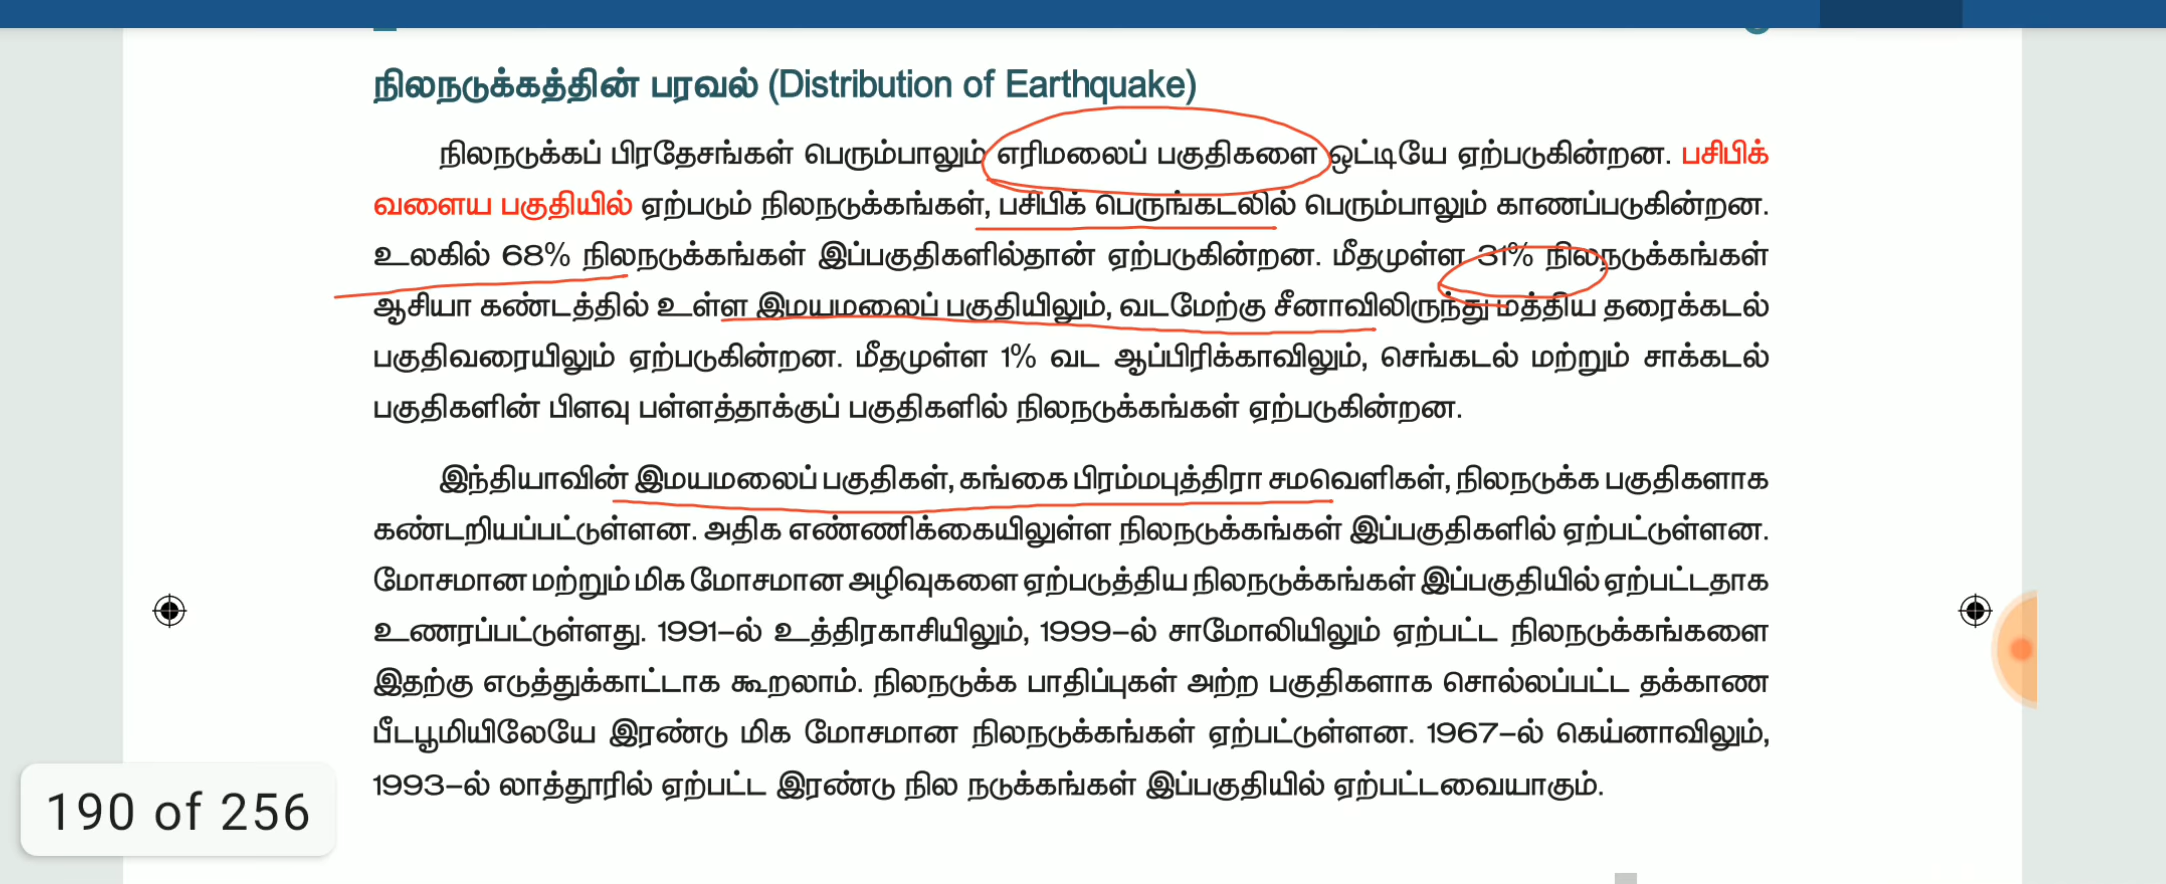 நிலநடுக்கத்தின் பரவல் (Distribution of Earthquake)
நிலநடுக்கப் பிரதேசங்கள் பெரும்பாலும் எரிமலைப் பகுதிகளை ஒட்டியே ஏற்படுகின்றன. பசிபிக்
வளைய பகுதியில் ஏற்படும் நிலநடுக்கங்கள், பசிபிக் பெருங்கடலில் பெரும்பாலும் காணப்படுகின்றன.
உலகில் 68% நிலநடுக்கங்கள் இப்பகுதிகளில்தான் ஏற்படுகின்றன. மீதமுள்ள 31% நிலநடுக்கங்கள்
ஆசியா கண்டத்தில் உள்ள இமயமலைப் பகுதியிலும், வடமேற்கு சீனாவிலிருந்து மத்திய தரைக்கடல்
பகுதிவரையிலும் ஏற்படுகின்றன. மீதமுள்ள 1% வட ஆப்பிரிக்காவிலும், செங்கடல் மற்றும் சாக்கடல்
பகுதிகளின் பிளவு பள்ளத்தாக்குப் பகுதிகளில் நிலநடுக்கங்கள் ஏற்படுகின்றன.
இந்தியாவின் இமயமலைப் பகுதிகள், கங்கை பிரம்மபுத்திரா சமவெளிகள், நிலநடுக்க பகுதிகளாக
கண்டறியப்பட்டுள்ளன. அதிக எண்ணிக்கையிலுள்ள நிலநடுக்கங்கள் இப்பகுதிகளில் ஏற்பட்டுள்ளன.
மோசமான மற்றும் மிக மோசமான அழிவுகளை ஏற்படுத்திய நிலநடுக்கங்கள் இப்பகுதியில் ஏற்பட்டதாக
உணரப்பட்டுள்ளது. 1991-ல் உத்திரகாசியிலும், 1999-ல் சாமோலியிலும் ஏற்பட்ட நிலநடுக்கங்களை
இதற்கு எடுத்துக்காட்டாக கூறலாம். நிலநடுக்க பாதிப்புகள் அற்ற பகுதிகளாக சொல்லப்பட்ட தக்காண
பீடபூமியிலேயே இரண்டு மிக மோசமான நிலநடுக்கங்கள் ஏற்பட்டுள்ளன. 1967-ல் கெய்னாவிலும்,
1993-ல் லாத்தூரில் ஏற்பட்ட இரண்டு நில நடுக்கங்கள் இப்பகுதியில் ஏற்பட்டவையாகும்.
190 of 256